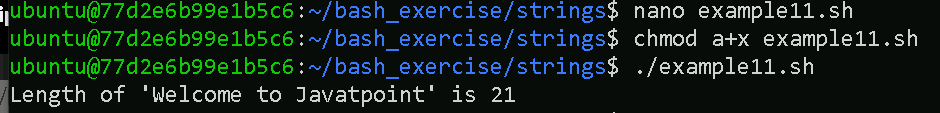 ubuntu@77d2e6b99e1b5c6:~/bash_exercise/strings$ nano example11.sh
ubuntu@77d2e6b99e1b5c6:~/bash_exercise/strings$ chmod a+x example11.sh
ubuntu@77d2e6b99e1b5c6:~/bash_exercise/strings$ ./example11.sh
Length of 'Welcome to Javatpoint' is 21